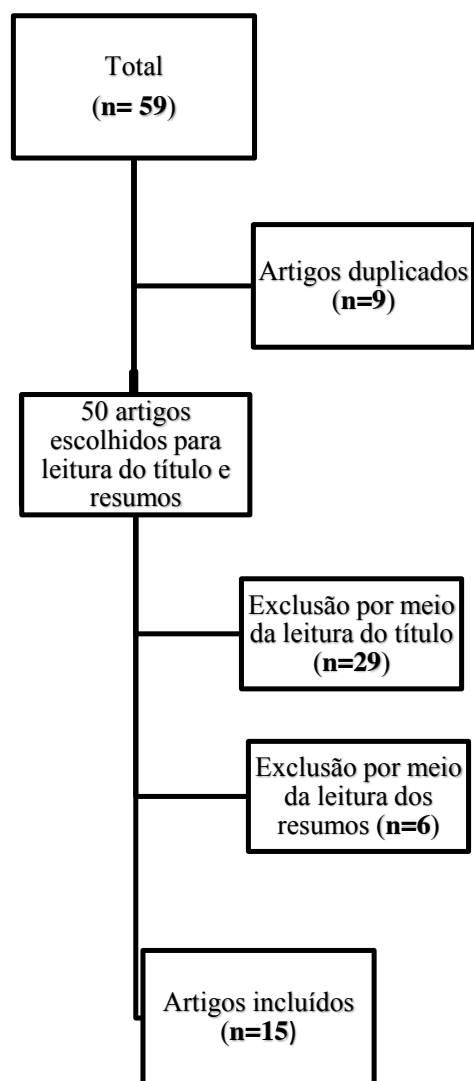 Total
(n= 59)
Artigos duplicados
(n=9)
50 artigos
escolhidos para
leitura do título e
resumos
Exclusão por meio
da leitura do título
(n=29)
Exclusão por meio
da leitura dos
resumos (n=6)
Artigos incluídos
(n=15)